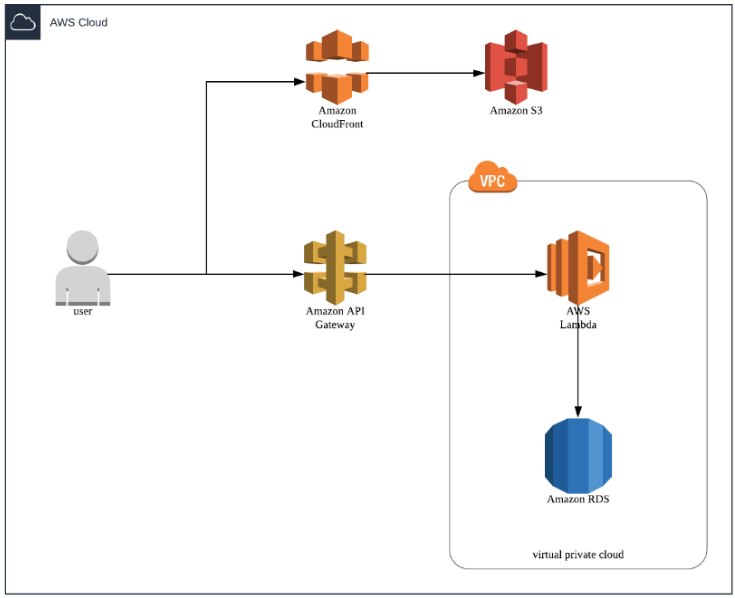 AWS Cloud
Amazon
CloudFront
Amazon S3
VPC
user
Amazon API
Gateway
AWS
Lambda
Amazon RDS
virtual private cloud